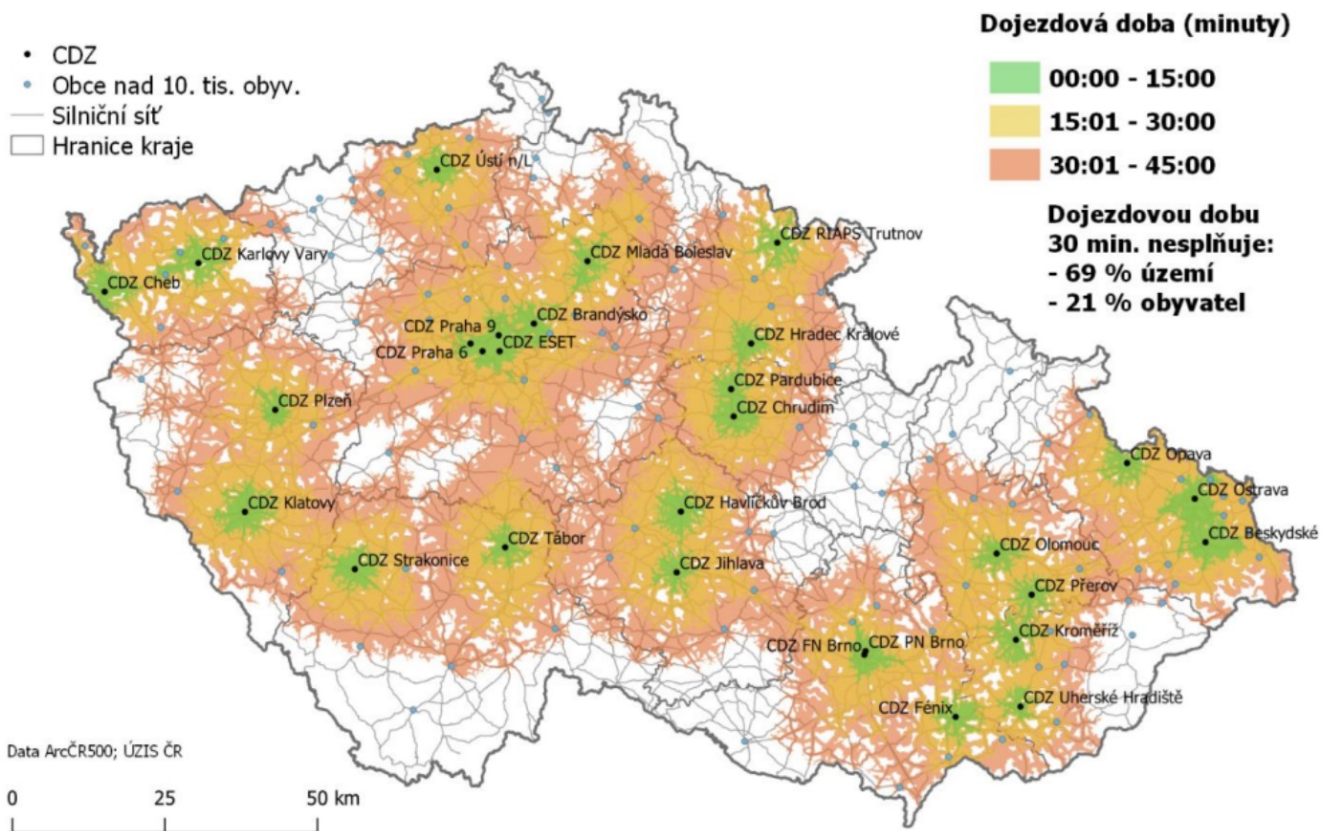 Dojezdová doba (minuty)
00:00 - 15:00
15:01 - 30:00
30:01 - 45:00
Dojezdovou dobu
30 min. nesplňuje:
- 69 % území
- 21 % obyvatel
CDZ
Obce nad 10. tis. obyv.
Silniční síť
Hranice kraje
CDZ Ústí n/L
CDZ RIAPS Trutnov
CDZ Mladá Boleslav
CDZ Karlovy Vary
CDZ Cheb
CDZ Brandýsko
CDZ Praha 9
CDZ ESET
CDZ Praha 6
CDZ Hradec Králové
CDZ Pardubice
CDZ Plzeň
CDZ Chrudim
CDZ Opava
CDZ Ostrava
CDZ Klatovy
CDZ Havlíčkův Brod
CDZ Beskydské
CDZ Tábor
CDZ Olomouc
CDZ Strakonice
CDZ Jihlava
CDZ Přerov
CDZ Kroměříž
CDZ FN Brno
CDZ PN Brno
CDZ Uherské Hradiště
CDZ Fénix
Data ArcČR500; ÚZIS ČR
0 25 50 km